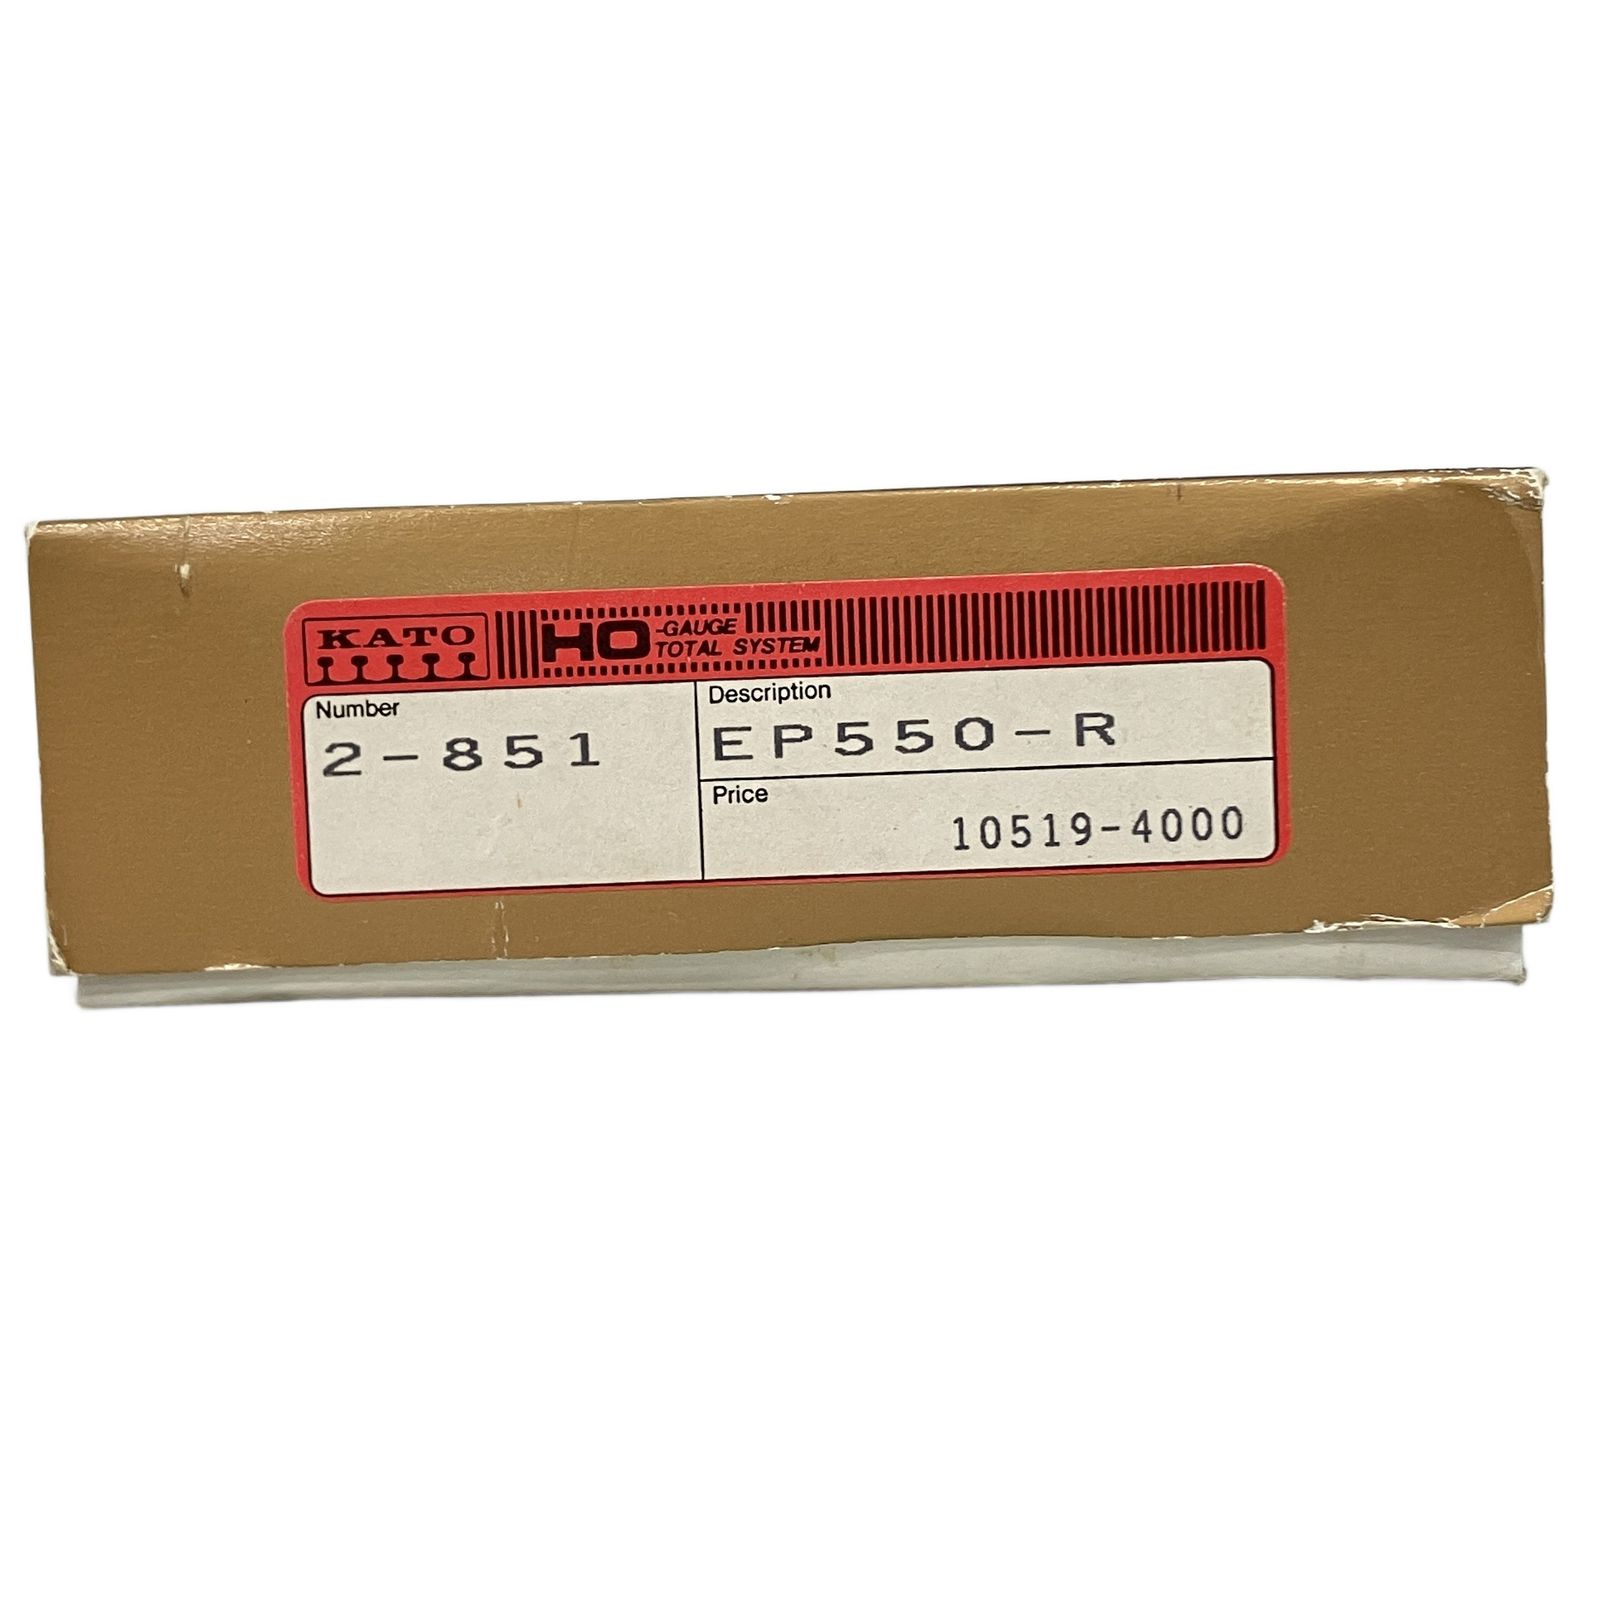 KATO
HO -GAUGE
TOTAL SYSTEM
Number
2-851
Description
EP550-R
Price
10519-4000